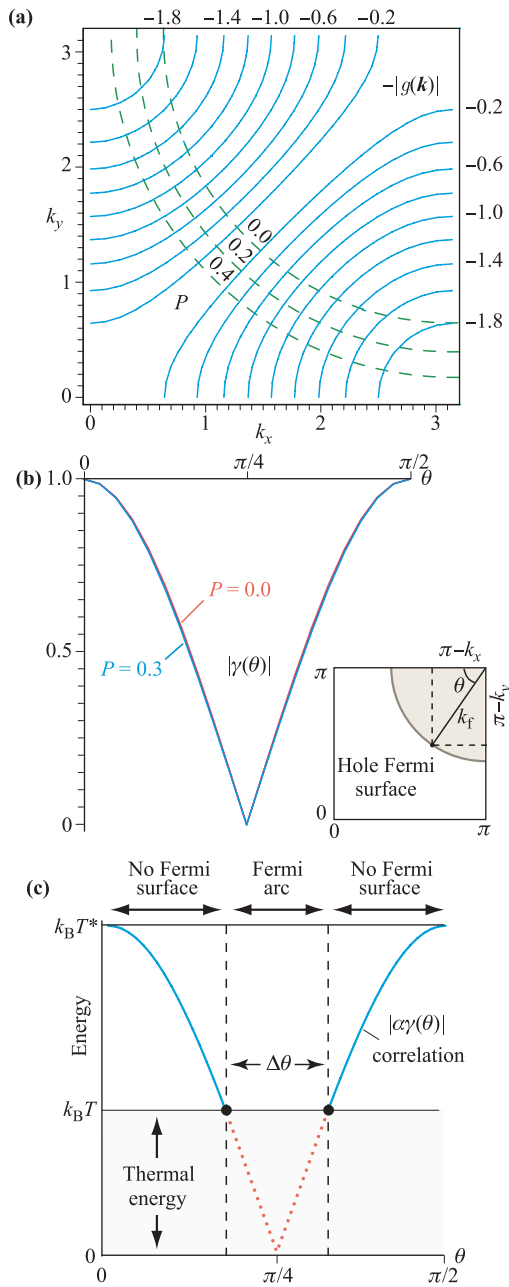 (a)
−1.8 −1.4 −1.0 −0.6 −0.2
3
−|g(k)|
−0.2
−0.6
−1.0
−1.4
−1.8
2
k_y
1
0
0.0
0.2
0.4
P
0 1 2 3
k_x
(b)
0 π/4 π/2 θ
1.0
0.5
0
P = 0.0
P = 0.3
|γ(θ)|
π−k_x
π
θ
π−k_y
k_f
Hole Fermi
surface
0
0 π
(c)
No Fermi
surface
Fermi
arc
No Fermi
surface
k_BT*
Energy
|αγ(θ)|
correlation
Δθ
k_BT
Thermal
energy
0
0 π/4 π/2
θ